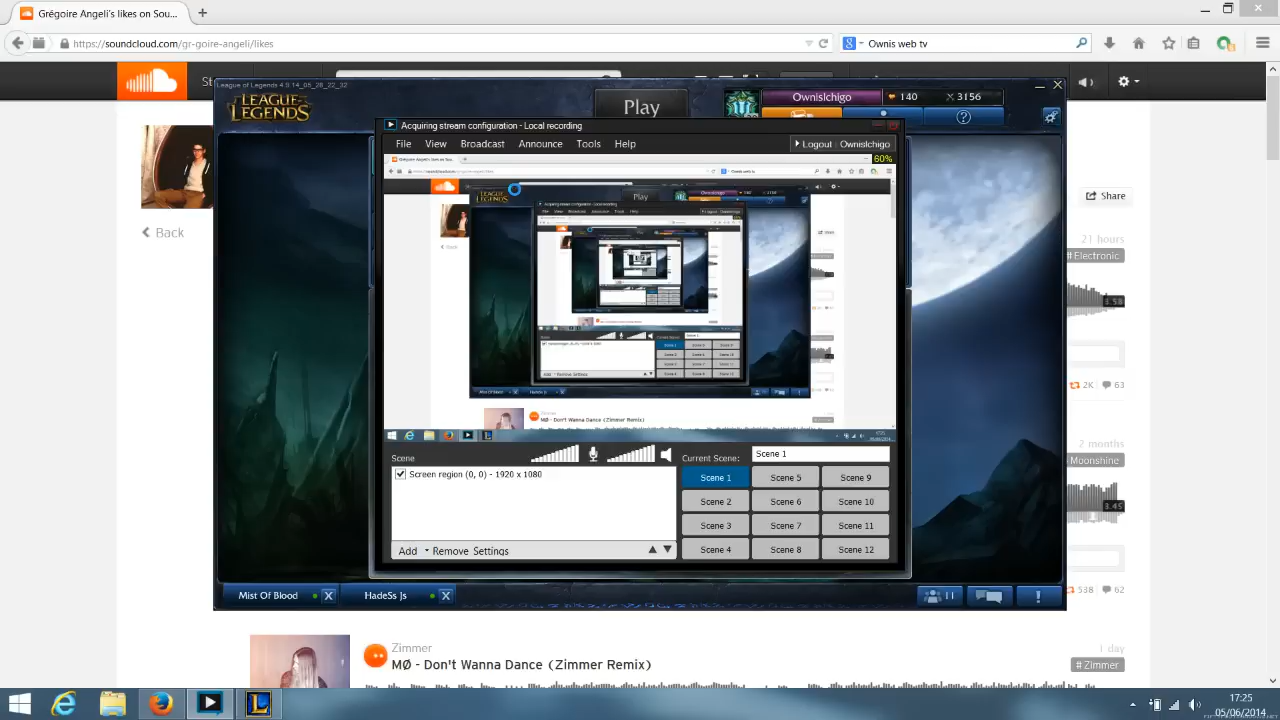 Grégoire Angeli's likes on Sou...
https://soundcloud.com/gr-goire-angeli/likes
Ownis web tv
League of Legends 4.9.14_05_28_22_32
LEAGUE OF LEGENDS
Play
OwnisIchigo
140
3156
Acquiring stream configuration - Local recording
File View Broadcast Announce Tools Help
Logout OwnisIchigo
60%
Share
Back
21 hours
# Electronic
3.58
2K 63
2 months
Moonshine
3.45
538 62
Scene
Current Scene: Scene 1
Screen region (0, 0) - 1920 x 1080
Scene 1 Scene 5 Scene 9
Scene 2 Scene 6 Scene 10
Scene 3 Scene 7 Scene 11
Scene 4 Scene 8 Scene 12
Add Remove Settings
Mist Of Blood
HadeSs Js
11
Zimmer
1 day
MØ - Don't Wanna Dance (Zimmer Remix)
# Zimmer
17:25
05/06/2014